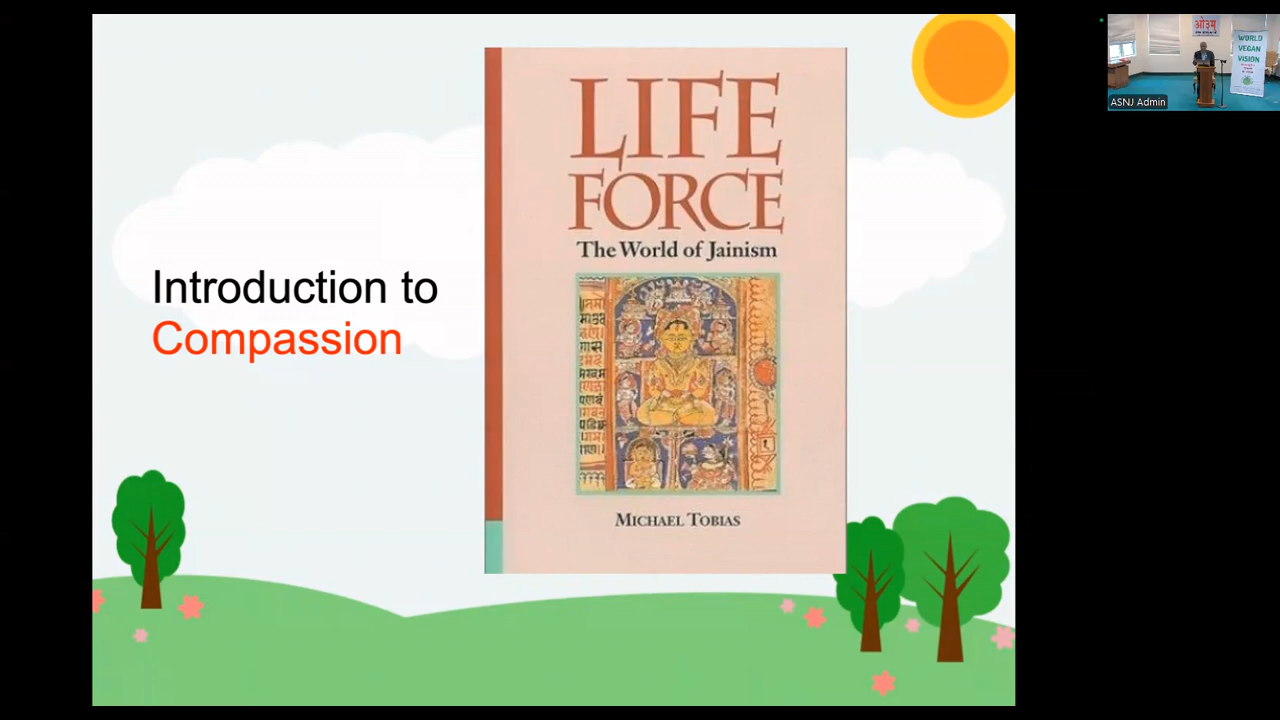 Introduction to
Compassion
LIFE
FORCE
The World of Jainism
MICHAEL TOBIAS
ओ३म्
WORLD
VEGAN
VISION
ASNJ Admin